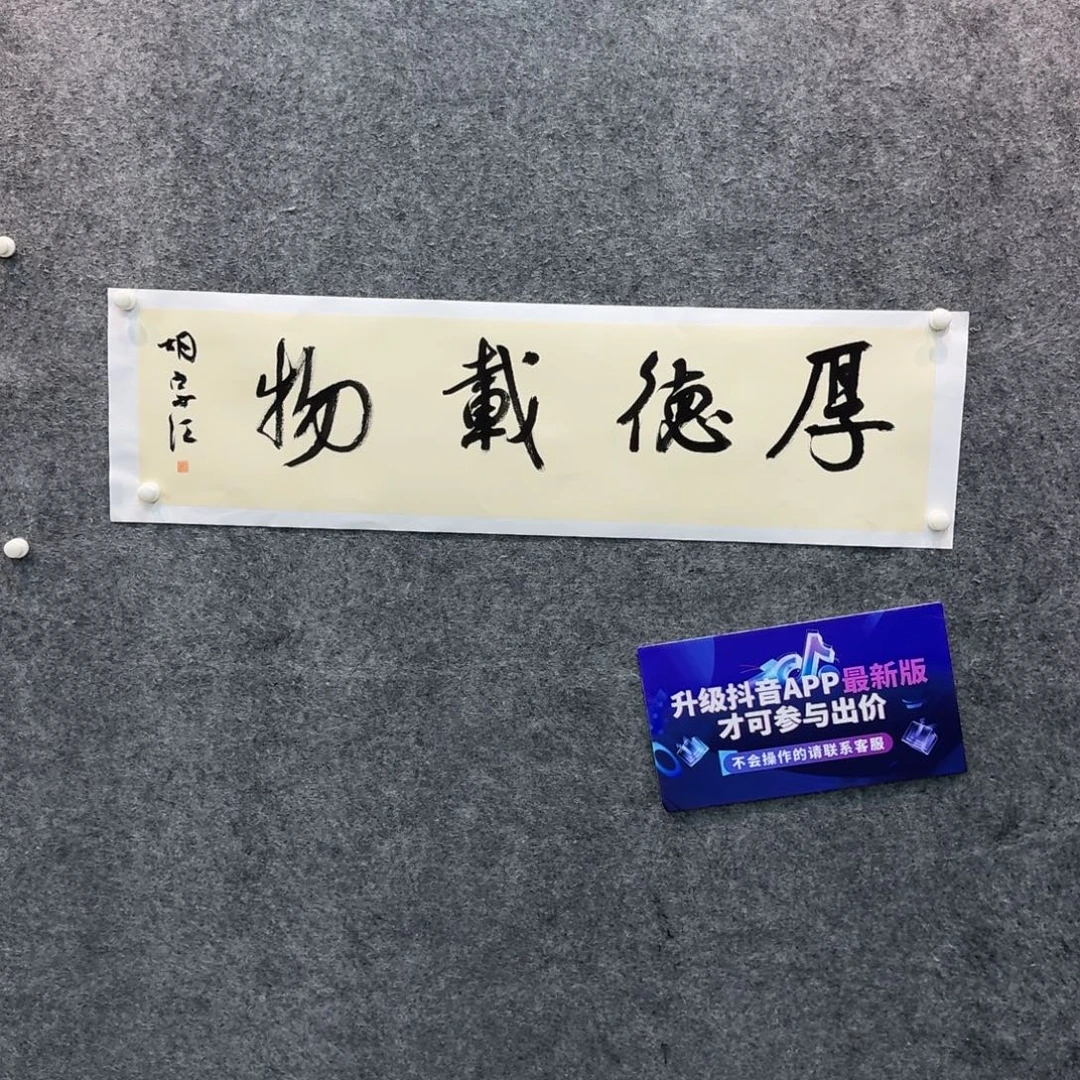 厚德載物
升级抖音APP最新版
才可参与出价
不会操作的请联系客服